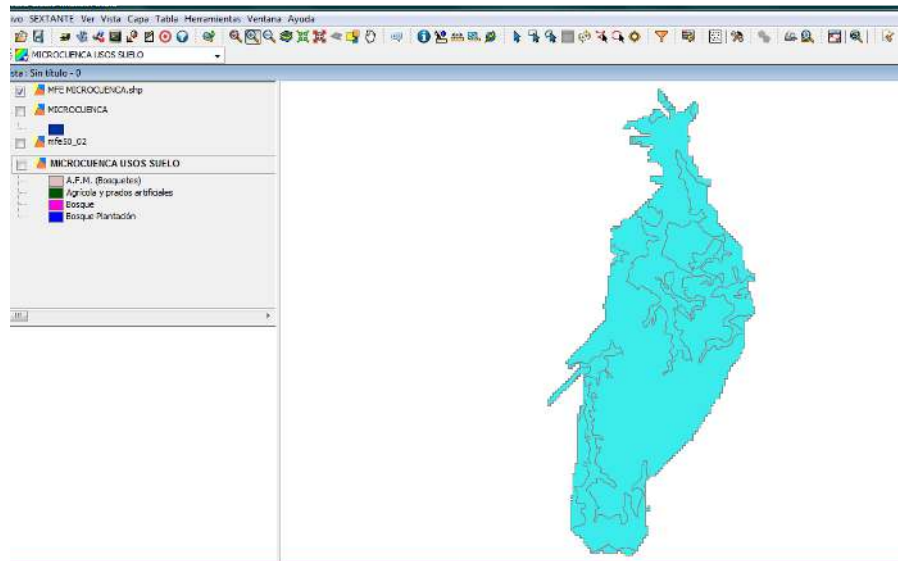 ivo SEXTANTE Ver Vista Capa Tabla Herramientas Ventana Ayuda
MICROCUENCA USOS SUELO
sta : Sin título - 0
MFE MICROCUENCA.shp
MICROCUENCA
mfe50_02
MICROCUENCA USOS SUELO
A.F.M. (Bosquetes)
Agrícola y prados artificiales
Bosque
Bosque Plantación